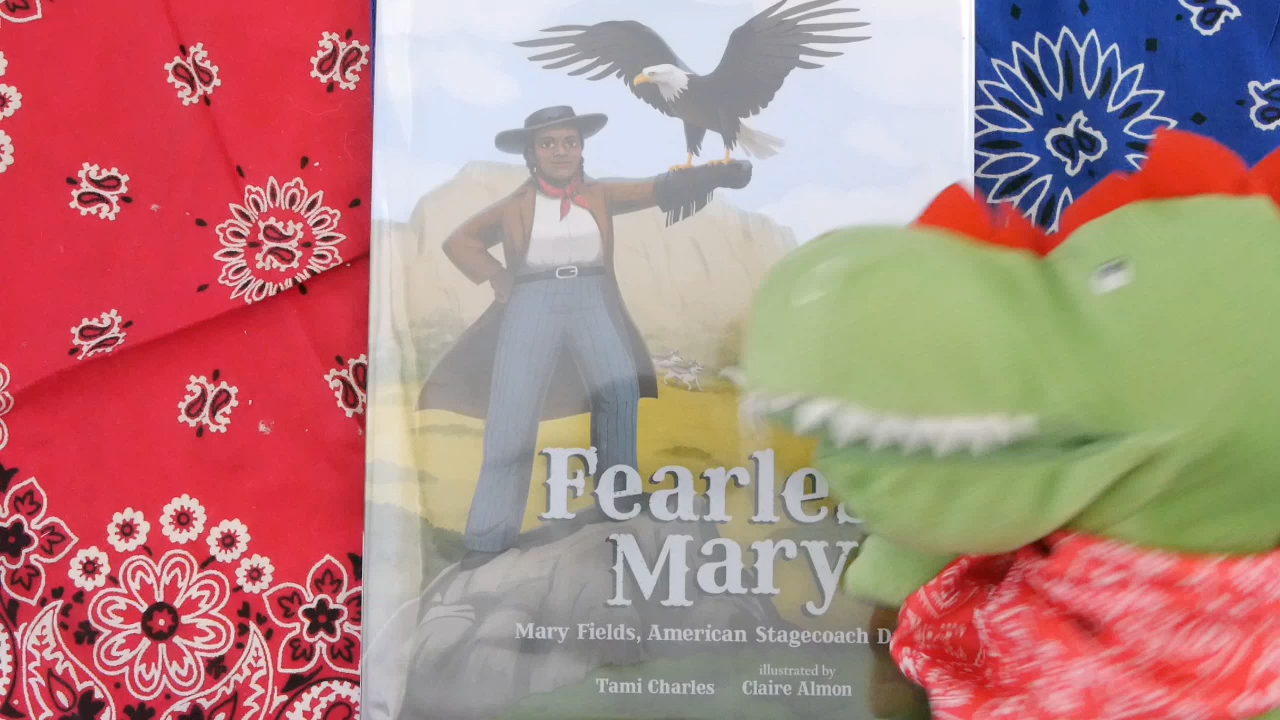 Fearles
Mary
Mary Fields, American Stagecoach D
illustrated by
Tami Charles Claire Almon